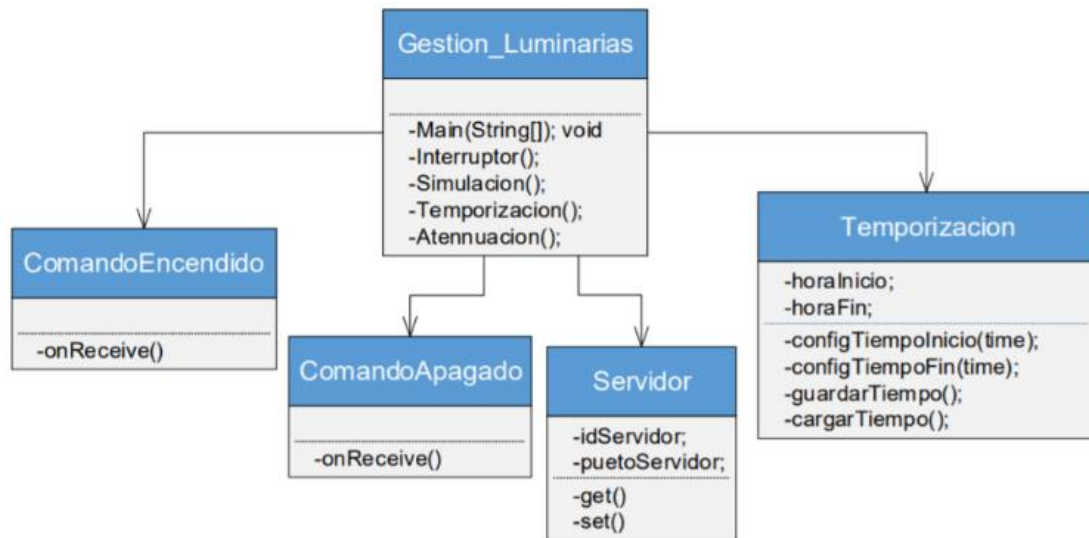 Gestion_Luminarias
-Main(String[]); void
-Interruptor();
-Simulacion();
-Temporizacion();
-Atennuacion();
ComandoEncendido
-onReceive()
ComandoApagado
-onReceive()
Servidor
-idServidor;
-puetoServidor;
-get()
-set()
Temporizacion
-horaInicio;
-horaFin;
-configTiempoInicio(time);
-configTiempoFin(time);
-guardarTiempo();
-cargarTiempo();